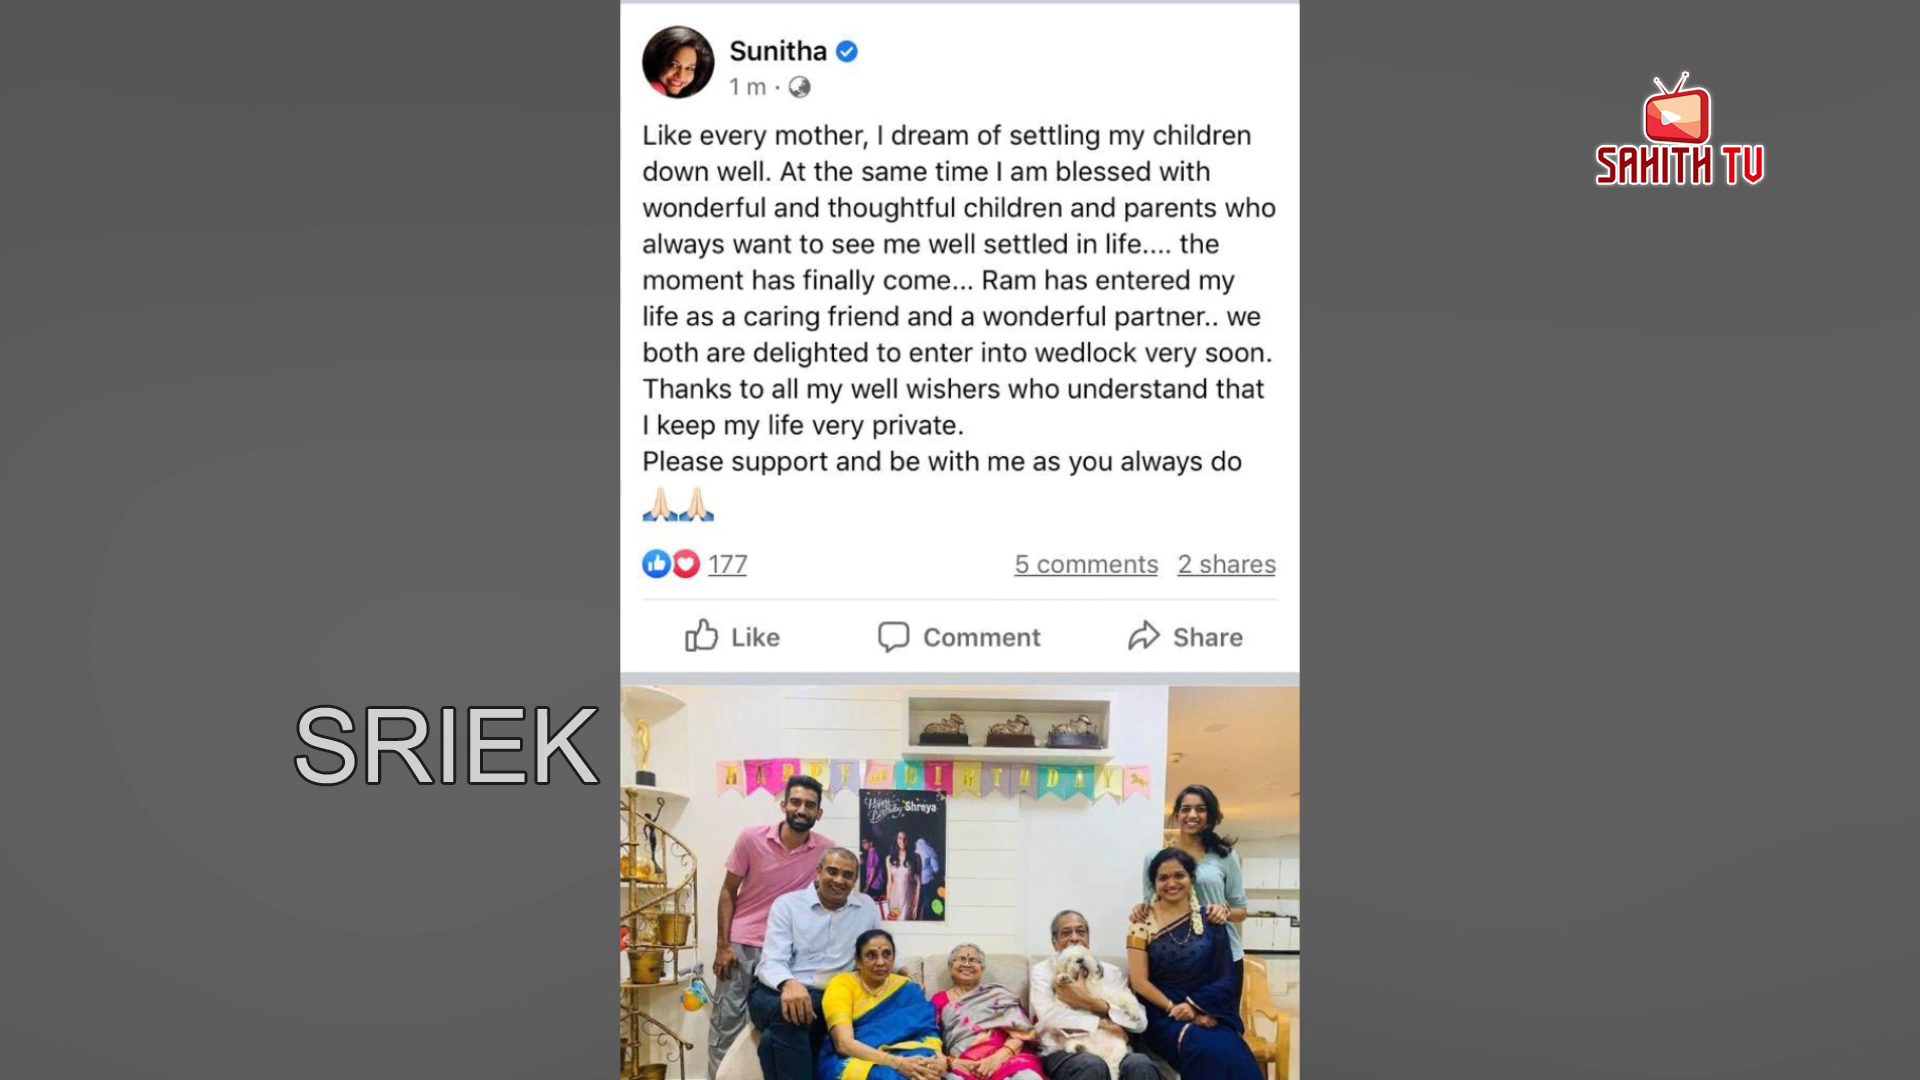 Sunitha
1 m ·
Like every mother, I dream of settling my children
down well. At the same time I am blessed with
wonderful and thoughtful children and parents who
always want to see me well settled in life.... the
moment has finally come... Ram has entered my
life as a caring friend and a wonderful partner.. we
both are delighted to enter into wedlock very soon.
Thanks to all my well wishers who understand that
I keep my life very private.
Please support and be with me as you always do
🙏🏻🙏🏻
177 5 comments 2 shares
Like Comment Share
SAHITH TV
SRIEK
HAPPY BIRTHDAY
Happy
Birthday Shreya